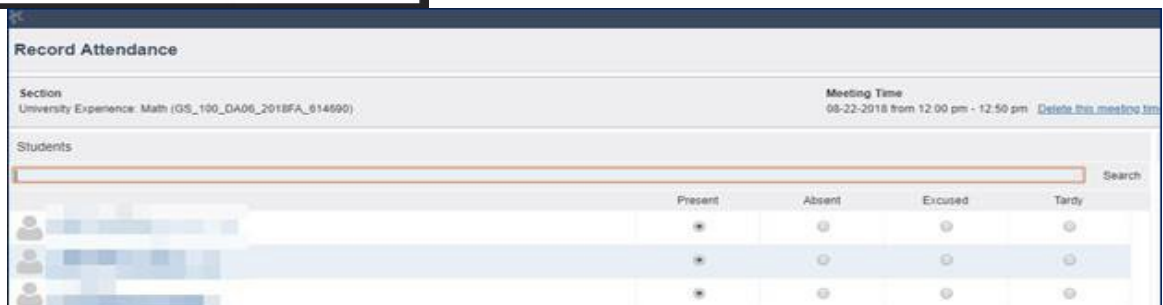 Record Attendance
Section
University Experience: Math (GS_100_DA06_2018FA_614690)
Meeting Time
08-22-2018 from 12:00 pm - 12:50 pm Delete this meeting tim
Students
Search
Present Absent Excused Tardy